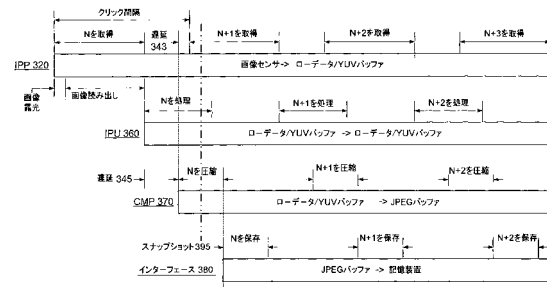 クリック間隔
Nを取得
遅延
343
N+1を取得
N+2を取得
N+3を取得
IPP 320
画像センサ-> ローデータ/YUVバッファ
画像
露光
画像読み出し
Nを処理
N+1を処理
N+2を処理
IPU 360
ローデータ/YUVバッファ -> ローデータ/YUVバッファ
遅延 345
Nを圧縮
N+1を圧縮
N+2を圧縮
CMP 370
ローデータ/YUVバッファ -> JPEGバッファ
スナップショット395
Nを保存
N+1を保存
N+2を保存
インターフェース 380
JPEGバッファ -> 記憶装置